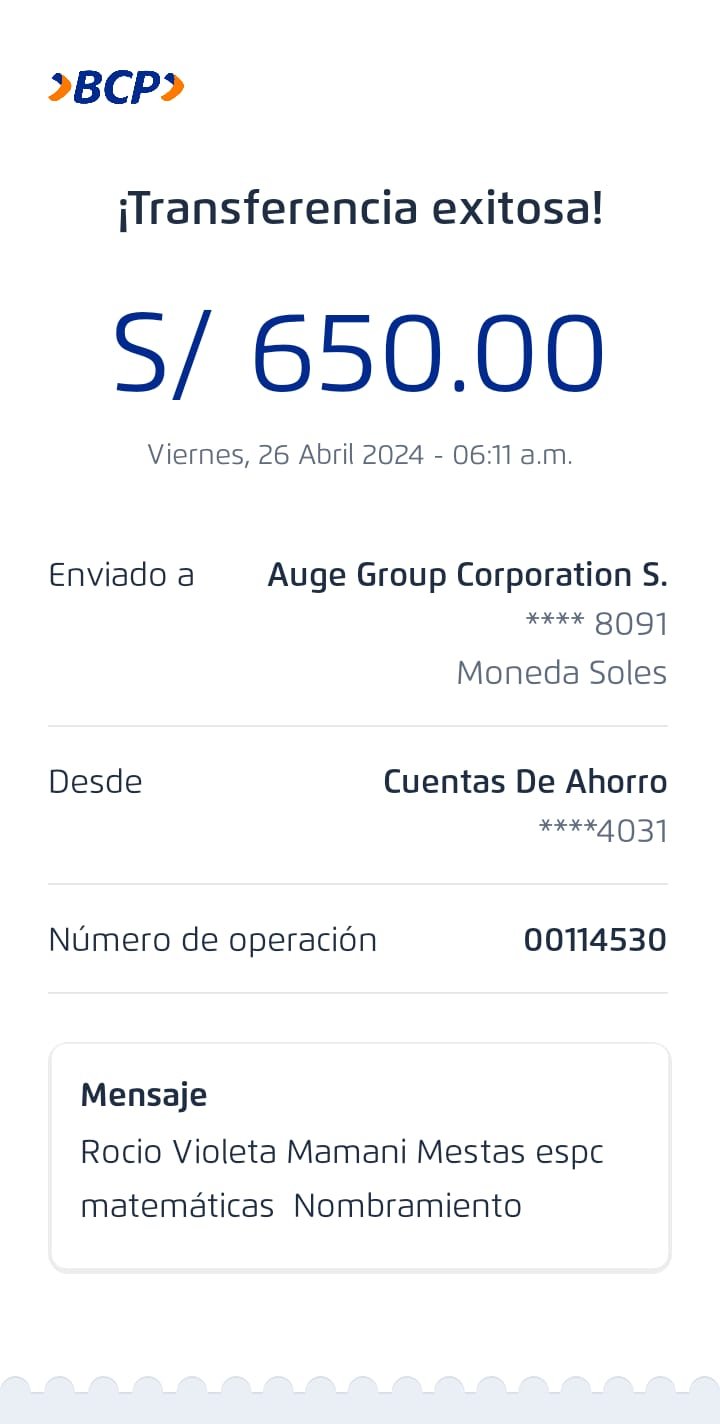 BCP
¡Transferencia exitosa!
S/ 650.00
Viernes, 26 Abril 2024 - 06:11 a.m.
Enviado a Auge Group Corporation S.
**** 8091
Moneda Soles
Desde Cuentas De Ahorro
****4031
Número de operación 00114530
Mensaje
Rocio Violeta Mamani Mestas espc
matemáticas  Nombramiento